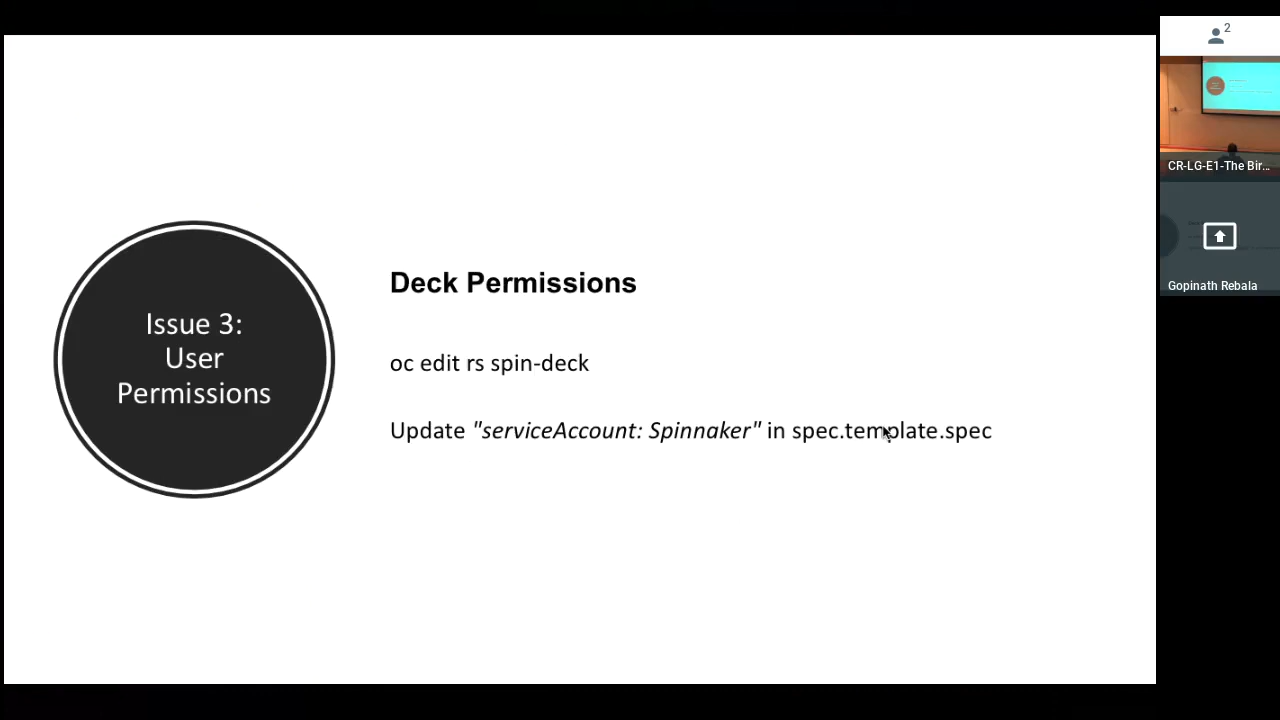 2
CR-LG-E1-The Bir...
Gopinath Rebala
Issue 3:
User
Permissions
Deck Permissions
oc edit rs spin-deck
Update "serviceAccount: Spinnaker" in spec.template.spec